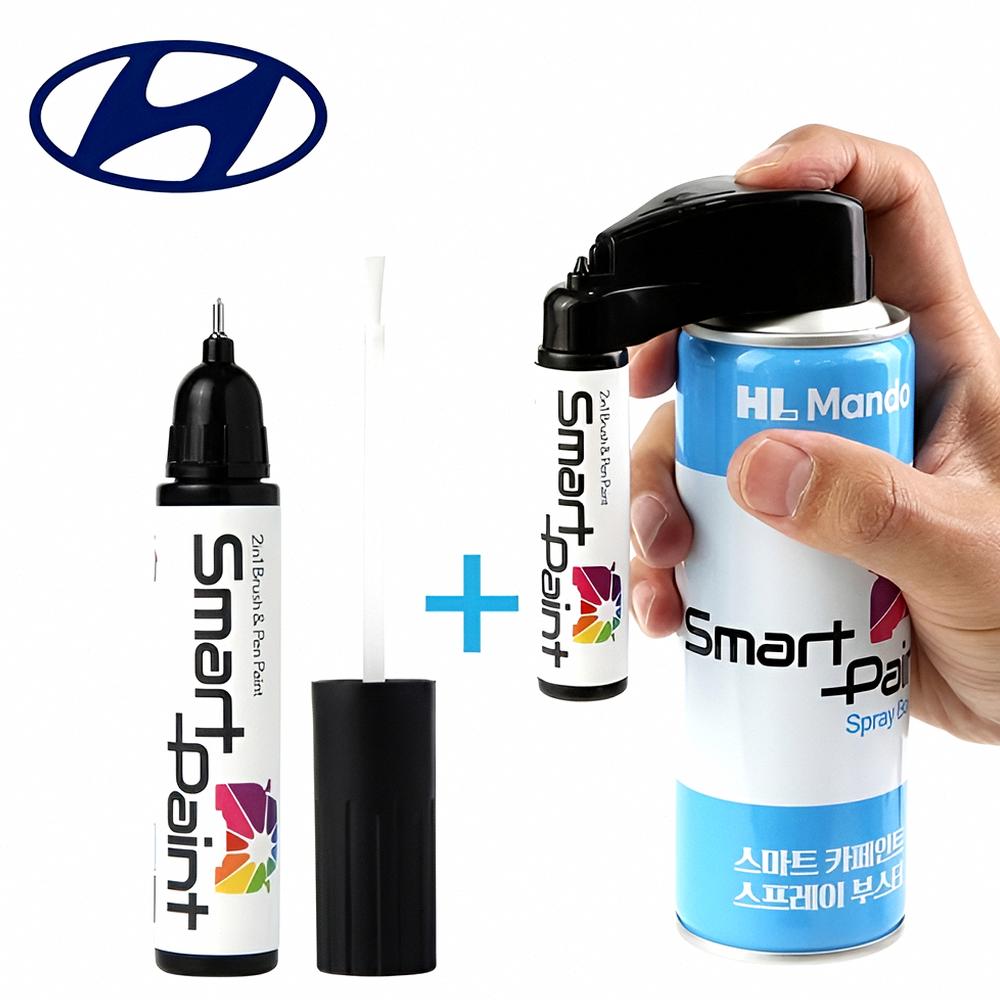 2in1 Brush & Pen Paint
Smart
Paint
2in1 Brush & Pen Paint
Smart
Paint
HL Mando
Smart
Pai
Spray Bo
스마트 카페인트
스프레이 부스터